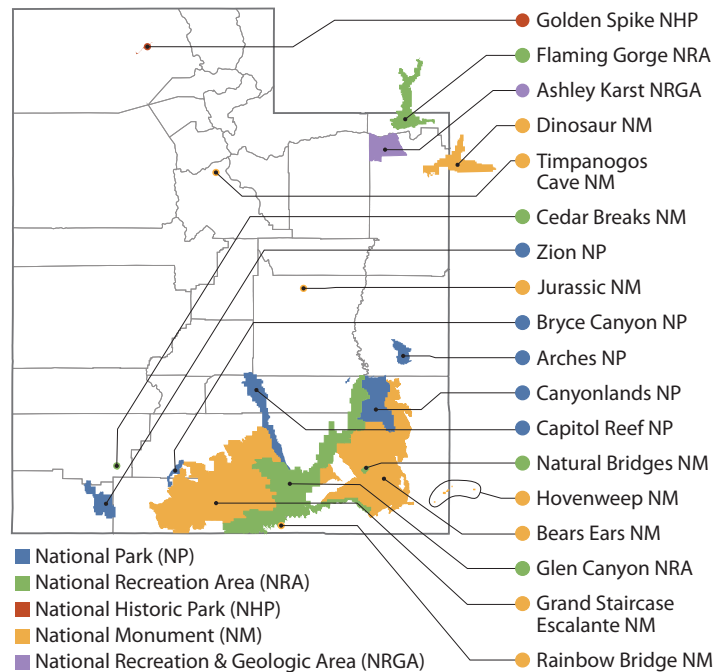 Golden Spike NHP
Flaming Gorge NRA
Ashley Karst NRGA
Dinosaur NM
Timpanogos
Cave NM
Cedar Breaks NM
Zion NP
Jurassic NM
Bryce Canyon NP
Arches NP
Canyonlands NP
Capitol Reef NP
Natural Bridges NM
Hovenweep NM
Bears Ears NM
Glen Canyon NRA
Grand Staircase
Escalante NM
Rainbow Bridge NM
National Park (NP)
National Recreation Area (NRA)
National Historic Park (NHP)
National Monument (NM)
National Recreation & Geologic Area (NRGA)